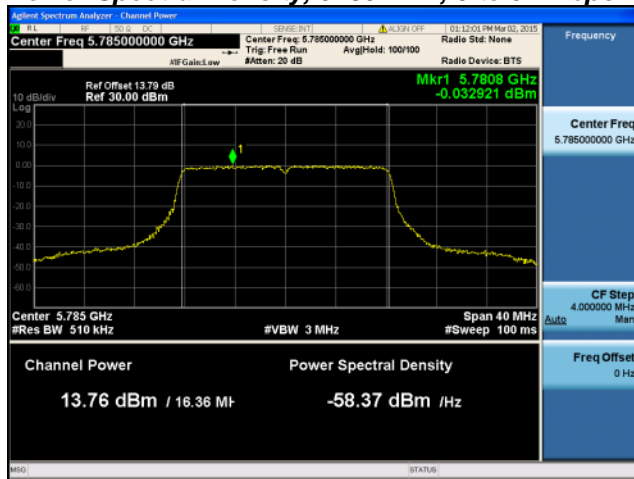 Agilent Spectrum Analyzer - Channel Power
RL RF 50 Ω DC SENSE:INT ALIGN OFF 01:12:01 PM Mar 02, 2015
Center Freq 5.785000000 GHz
Center Freq: 5.785000000 GHz
Radio Std: None
Trig: Free Run Avg|Hold: 100/100
#IFGain:Low #Atten: 20 dB Radio Device: BTS
Frequency
Mkr1 5.7808 GHz
-0.032921 dBm
Ref Offset 13.79 dB
10 dB/div Ref 30.00 dBm
Log
20.0
10.0
0.00
-10.0
-20.0
-30.0
-40.0
-50.0
-60.0
1
Center Freq
5.785000000 GHz
Center 5.785 GHz Span 40 MHz
#Res BW 510 kHz #VBW 3 MHz #Sweep 100 ms
CF Step
4.000000 MHz
Auto Man
Freq Offset
0 Hz
Channel Power Power Spectral Density
13.76 dBm / 16.36 MH -58.37 dBm /Hz
MSG STATUS